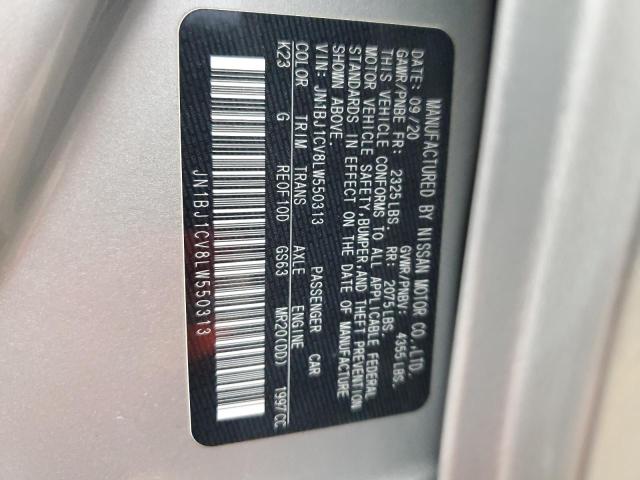 MANUFACTURED BY NISSAN MOTOR CO.,LTD.
DATE: 09/20 GVWR/PNBV: 4355LBS.
GAWR/PNBE FR: 2325LBS. RR: 2075LBS.
THIS VEHICLE CONFORMS TO ALL APPLICABLE FEDERAL
MOTOR VEHICLE SAFETY,BUMPER,AND THEFT PREVENTION
STANDARDS IN EFFECT ON THE DATE OF MANUFACTURE
SHOWN ABOVE.
VIN: JN1BJ1CV8LW550313 PASSENGER CAR
COLOR TRIM TRANS AXLE ENGINE
K23 G RE0F10D GS63 MR20(DD) 1997CC
JN1BJ1CV8LW550313